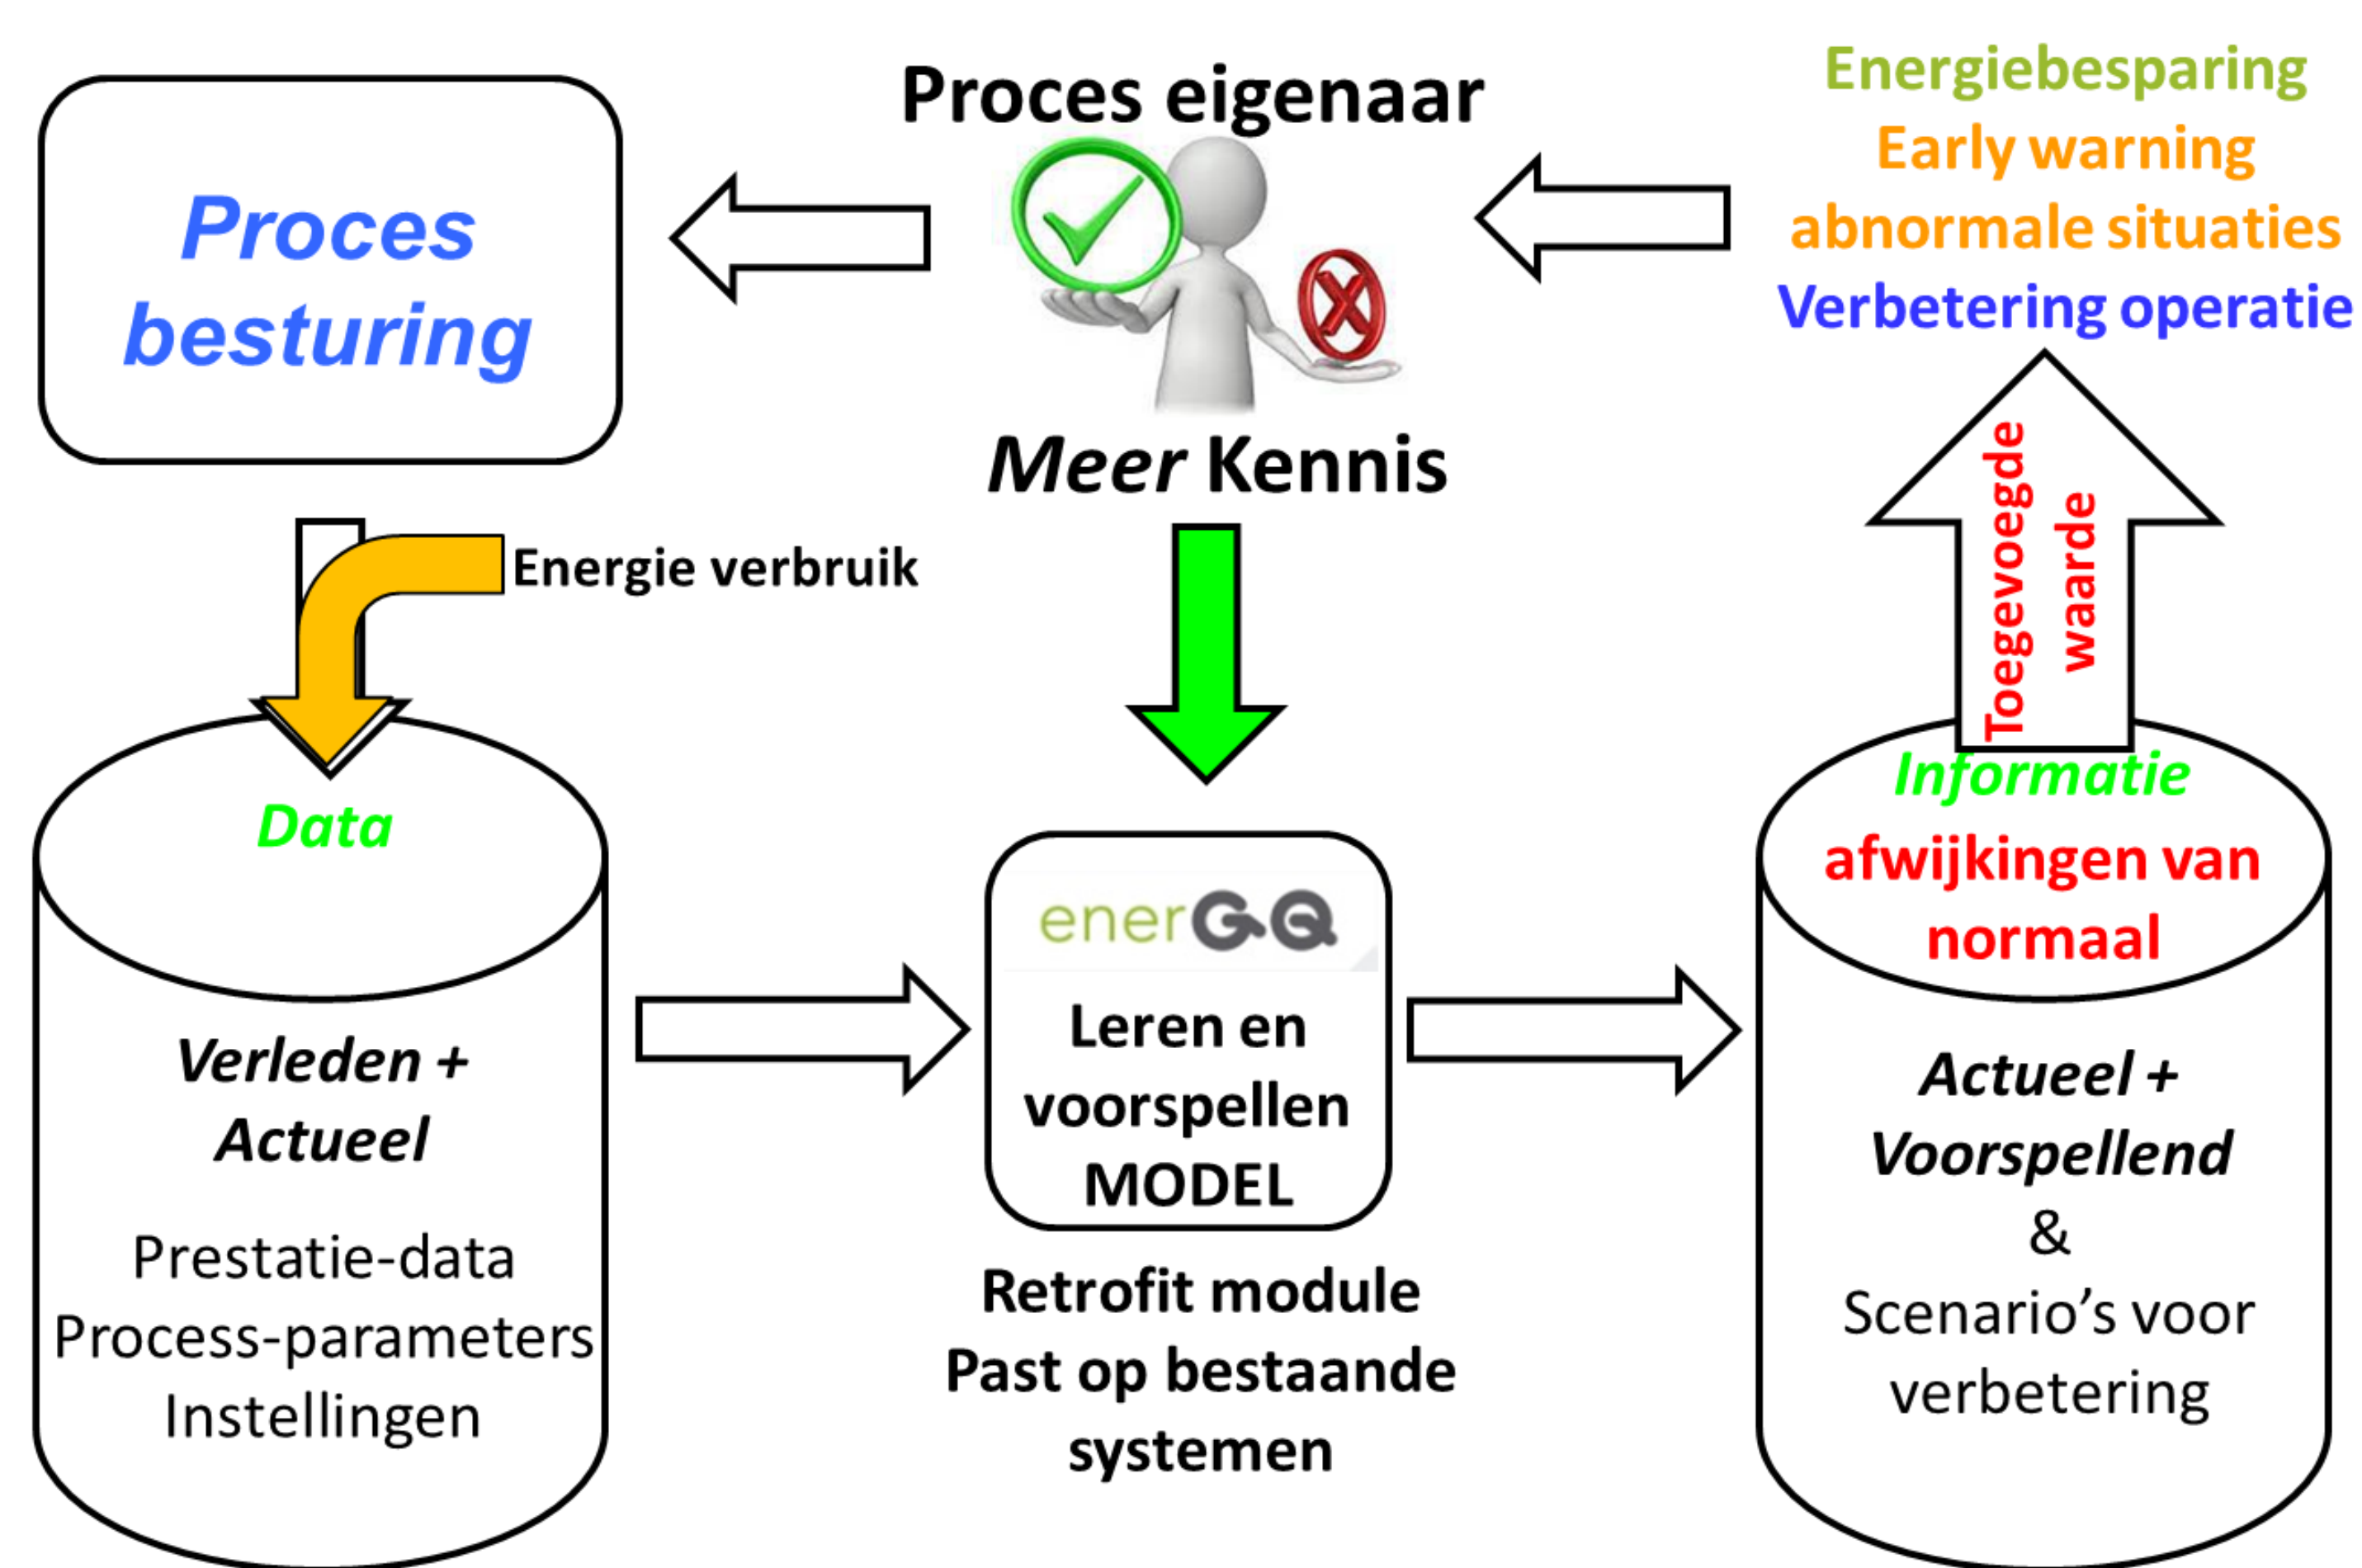 Proces
besturing
Proces eigenaar
Meer Kennis
Energiebesparing
Early warning
abnormale situaties
Verbetering operatie
Energie verbruik
Toegevoegde
waarde
Data
Verleden +
Actueel
Prestatie-data
Process-parameters
Instellingen
enerGQ
Leren en
voorspellen
MODEL
Retrofit module
Past op bestaande
systemen
Informatie
afwijkingen van
normaal
Actueel +
Voorspellend
&
Scenario’s voor
verbetering